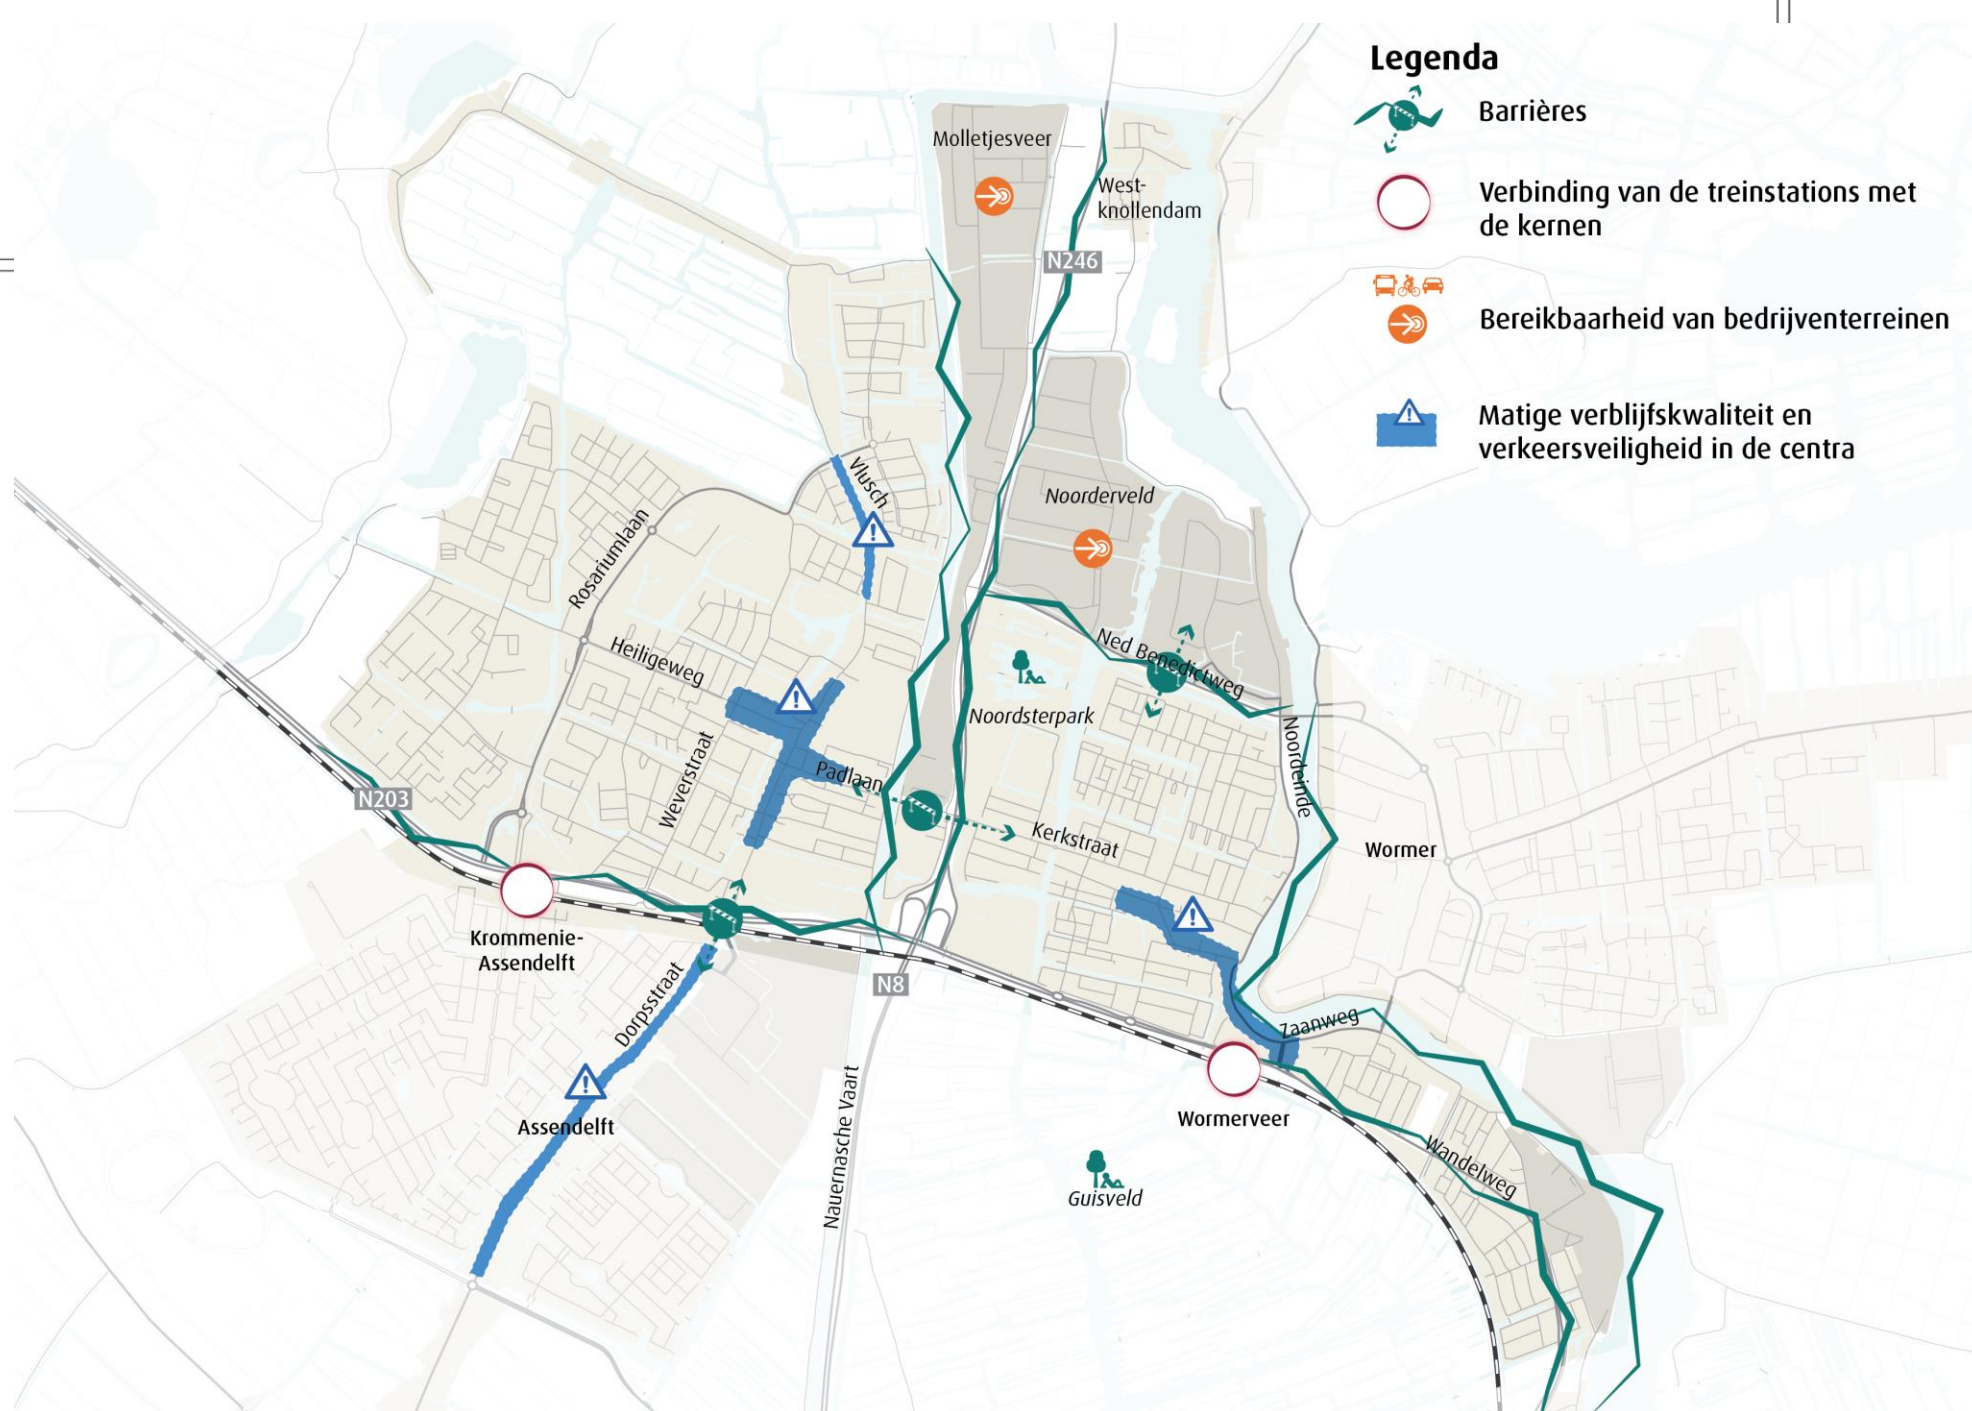 Legenda
Barrières
Verbinding van de treinstations met
de kernen
Bereikbaarheid van bedrijventerreinen
Matige verblijfskwaliteit en
verkeersveiligheid in de centra
Molletjesveer
West-
knollendam
N246
Vlusch
Noorderveld
Rosariumlaan
Heiligeweg
Ned Benedictweg
Noordsterpark
Noordeinde
Weverstraat
Padlaan
N203
Kerkstraat
Wormer
Krommenie-
Assendelft
N8
Dorpsstraat
Zaanweg
Assendelft
Nauernasche Vaart
Wormerveer
Wandelweg
Guisveld